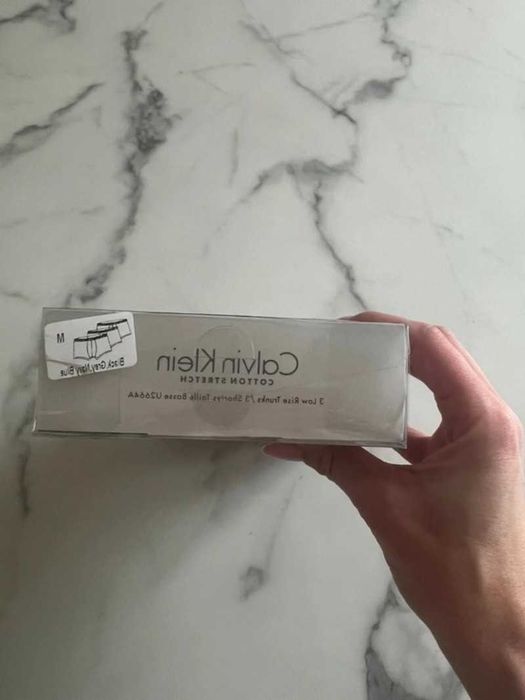 Calvin Klein
COTTON STRETCH
3 Low Rise Trunks / 3 Shortys Taille Basse U2664A
M
Black,Grey,Navy Blue